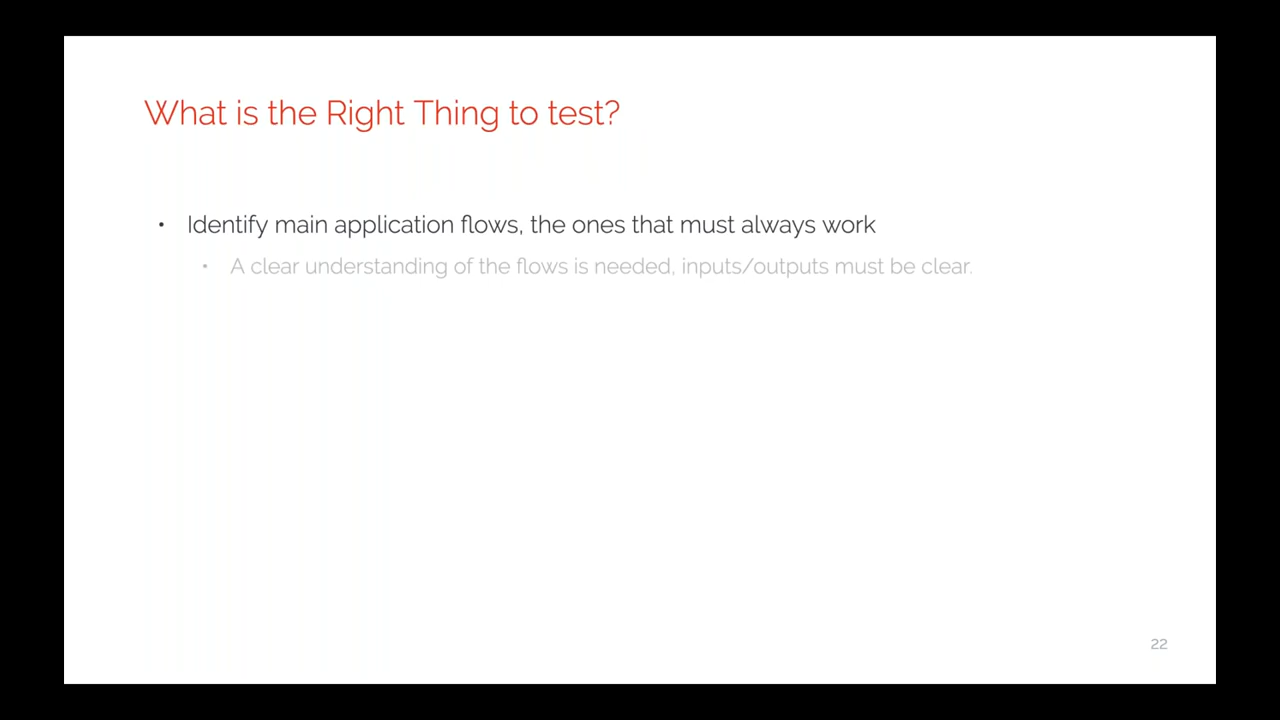 What is the Right Thing to test?
• Identify main application flows, the ones that must always work
• A clear understanding of the flows is needed, inputs/outputs must be clear.
22